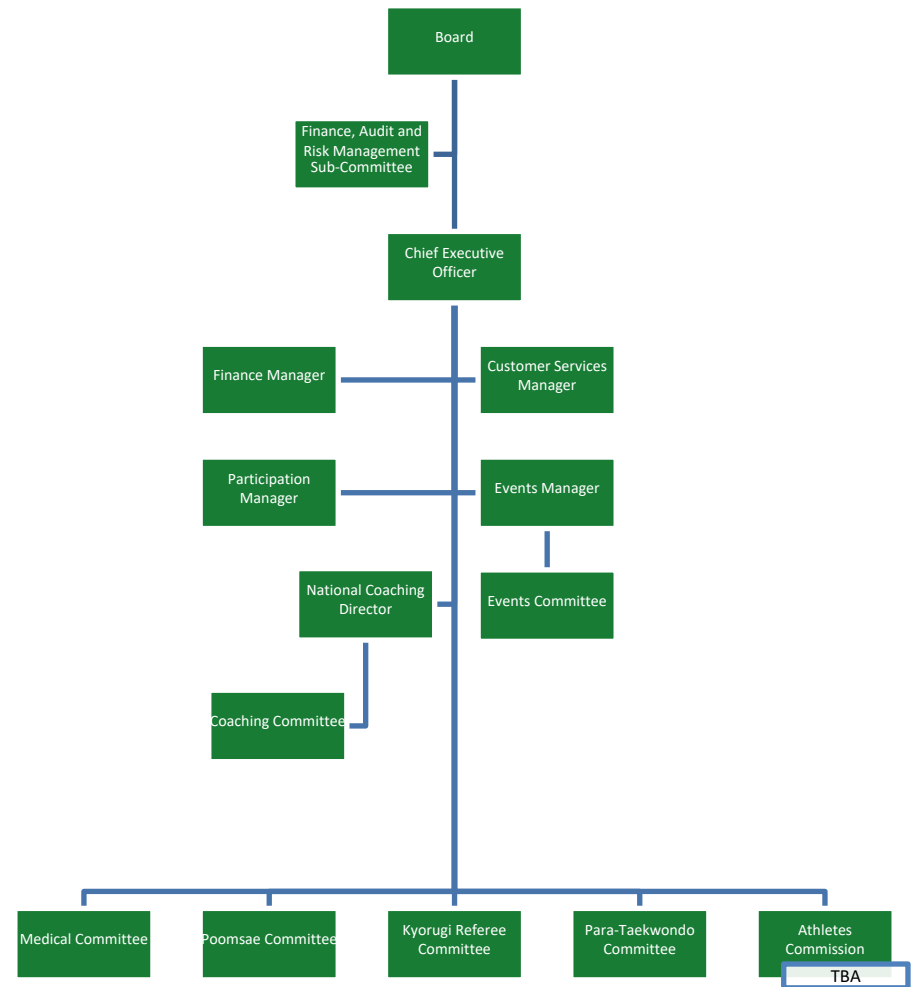 Board
Finance, Audit and
Risk Management
Sub-Committee
Chief Executive
Officer
Finance Manager
Customer Services
Manager
Participation
Manager
Events Manager
National Coaching
Director
Events Committee
Coaching Committee
Medical Committee
Poomsae Committee
Kyorugi Referee
Committee
Para-Taekwondo
Committee
Athletes
Commission
TBA